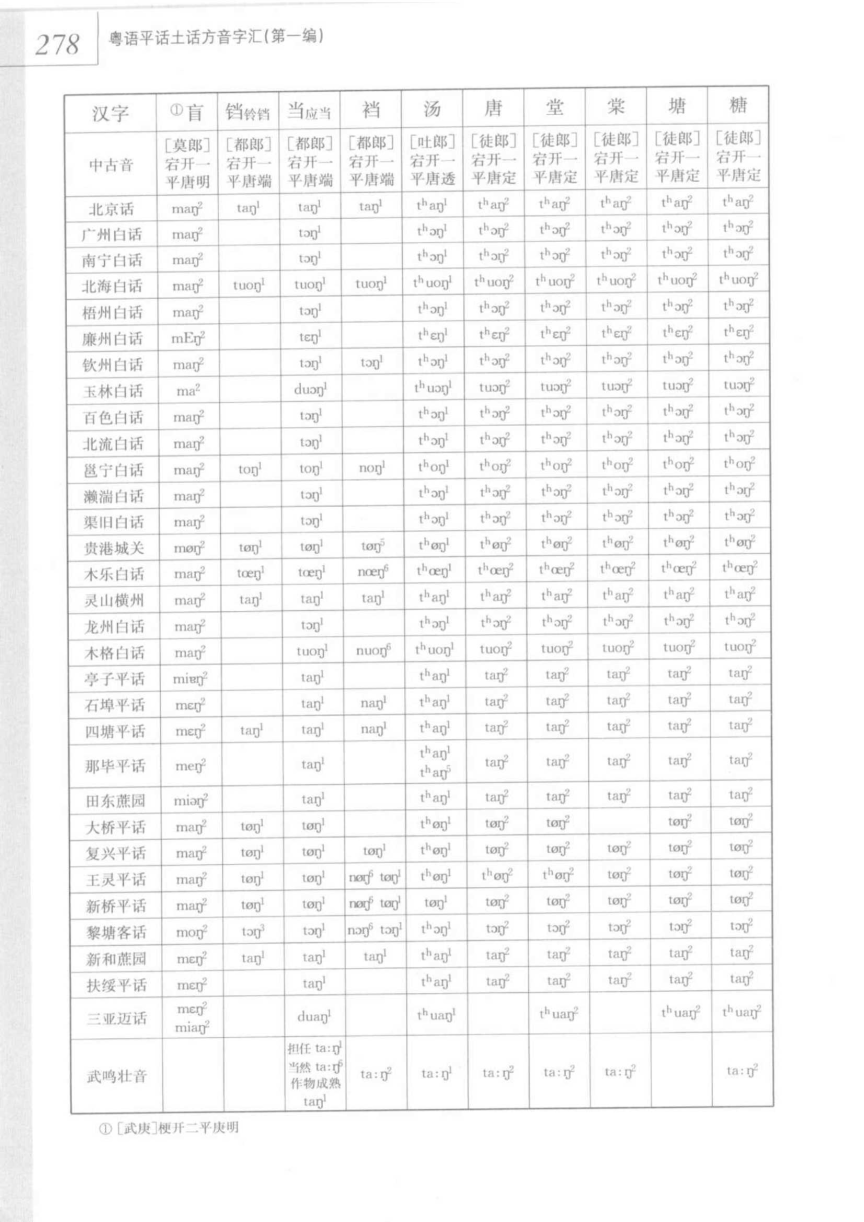 278
粤语平话土话方音字汇(第一编)
汉字 ①盲 铛铃铛 当应当 裆 汤 唐 堂 棠 塘 糖
中古音 [莫郎]宕开一平唐明 [都郎]宕开一平唐端 [都郎]宕开一平唐端 [都郎]宕开一平唐端 [吐郎]宕开一平唐透 [徒郎]宕开一平唐定 [徒郎]宕开一平唐定 [徒郎]宕开一平唐定 [徒郎]宕开一平唐定 [徒郎]宕开一平唐定
北京话 maŋ² taŋ¹ taŋ¹ taŋ¹ tʰaŋ¹ tʰaŋ² tʰaŋ² tʰaŋ² tʰaŋ² tʰaŋ²
广州白话 maŋ² tɔŋ¹ tʰɔŋ¹ tʰɔŋ² tʰɔŋ² tʰɔŋ² tʰɔŋ² tʰɔŋ²
南宁白话 maŋ² tɔŋ¹ tʰɔŋ¹ tʰɔŋ² tʰɔŋ² tʰɔŋ² tʰɔŋ² tʰɔŋ²
北海白话 maŋ² tuoŋ¹ tuoŋ¹ tuoŋ¹ tʰuoŋ¹ tʰuoŋ² tʰuoŋ² tʰuoŋ² tʰuoŋ² tʰuoŋ²
梧州白话 maŋ² tɔŋ¹ tʰɔŋ¹ tʰɔŋ² tʰɔŋ² tʰɔŋ² tʰɔŋ² tʰɔŋ²
廉州白话 mEŋ² tɛŋ¹ tʰɛŋ¹ tʰɛŋ² tʰɛŋ² tʰɛŋ² tʰɛŋ² tʰɛŋ²
钦州白话 maŋ² tɔŋ¹ tɔŋ¹ tʰɔŋ¹ tʰɔŋ² tʰɔŋ² tʰɔŋ² tʰɔŋ² tʰɔŋ²
玉林白话 ma² duɔŋ¹ tʰuɔŋ¹ tuɔŋ² tuɔŋ² tuɔŋ² tuɔŋ² tuɔŋ²
百色白话 maŋ² tɔŋ¹ tʰɔŋ¹ tʰɔŋ² tʰɔŋ² tʰɔŋ² tʰɔŋ² tʰɔŋ²
北流白话 maŋ² tɔŋ¹ tʰɔŋ¹ tʰɔŋ² tʰɔŋ² tʰɔŋ² tʰɔŋ² tʰɔŋ²
邕宁白话 maŋ² toŋ¹ toŋ¹ noŋ¹ tʰoŋ¹ tʰoŋ² tʰoŋ² tʰoŋ² tʰoŋ² tʰoŋ²
濑湍白话 maŋ² tɔŋ¹ tʰɔŋ¹ tʰɔŋ² tʰɔŋ² tʰɔŋ² tʰɔŋ² tʰɔŋ²
渠旧白话 maŋ² tɔŋ¹ tʰɔŋ¹ tʰɔŋ² tʰɔŋ² tʰɔŋ² tʰɔŋ² tʰɔŋ²
贵港城关 møŋ² tøŋ¹ tøŋ¹ tøŋ⁵ tʰøŋ¹ tʰøŋ² tʰøŋ² tʰøŋ² tʰøŋ² tʰøŋ²
木乐白话 maŋ² tœŋ¹ tœŋ¹ nœŋ⁶ tʰœŋ¹ tʰœŋ² tʰœŋ² tʰœŋ² tʰœŋ² tʰœŋ²
灵山横州 maŋ² taŋ¹ taŋ¹ taŋ¹ tʰaŋ¹ tʰaŋ² tʰaŋ² tʰaŋ² tʰaŋ² tʰaŋ²
龙州白话 maŋ² tɔŋ¹ tʰɔŋ¹ tʰɔŋ² tʰɔŋ² tʰɔŋ² tʰɔŋ² tʰɔŋ²
木格白话 maŋ² tuoŋ¹ nuoŋ⁶ tʰuoŋ¹ tuoŋ² tuoŋ² tuoŋ² tuoŋ² tuoŋ²
亭子平话 miɐŋ² taŋ¹ tʰaŋ¹ taŋ² taŋ² taŋ² taŋ² taŋ²
石埠平话 mɛŋ² taŋ¹ naŋ¹ tʰaŋ¹ taŋ² taŋ² taŋ² taŋ² taŋ²
四塘平话 mɛŋ² taŋ¹ taŋ¹ naŋ¹ tʰaŋ¹ taŋ² taŋ² taŋ² taŋ² taŋ²
那毕平话 meŋ² taŋ¹ tʰaŋ¹ tʰaŋ⁵ taŋ² taŋ² taŋ² taŋ² taŋ²
田东蔗园 miəŋ² taŋ¹ tʰaŋ¹ taŋ² taŋ² taŋ² taŋ² taŋ²
大桥平话 maŋ² tøŋ¹ tøŋ¹ tʰøŋ¹ tøŋ² tøŋ² tøŋ² tøŋ²
复兴平话 maŋ² tøŋ¹ tøŋ¹ tøŋ¹ tʰøŋ¹ tøŋ² tøŋ² tøŋ² tøŋ² tøŋ²
王灵平话 maŋ² tøŋ¹ tøŋ¹ nøŋ⁶ tøŋ¹ tʰøŋ¹ tʰøŋ² tʰøŋ² tøŋ² tøŋ² tøŋ²
新桥平话 maŋ² tøŋ¹ tøŋ¹ nøŋ⁶ tøŋ¹ tøŋ¹ tøŋ² tøŋ² tøŋ² tøŋ² tøŋ²
黎塘客话 moŋ² tɔŋ³ tɔŋ¹ nɔŋ⁶ tɔŋ¹ tʰɔŋ¹ tɔŋ² tɔŋ² tɔŋ² tɔŋ² tɔŋ²
新和蔗园 mɛŋ² taŋ¹ taŋ¹ taŋ¹ tʰaŋ¹ taŋ² taŋ² taŋ² taŋ² taŋ²
扶绥平话 mɛŋ² taŋ¹ tʰaŋ¹ taŋ² taŋ² taŋ² taŋ² taŋ²
三亚迈话 mɛŋ² miaŋ² duaŋ¹ tʰuaŋ¹ tʰuaŋ² tʰuaŋ² tʰuaŋ²
武鸣壮音 担任 ta:ŋ¹ 当然 ta:ŋ⁶ 作物成熟 taŋ¹ ta:ŋ² ta:ŋ¹ ta:ŋ² ta:ŋ² ta:ŋ² ta:ŋ²
①［武庚］梗开二平庚明